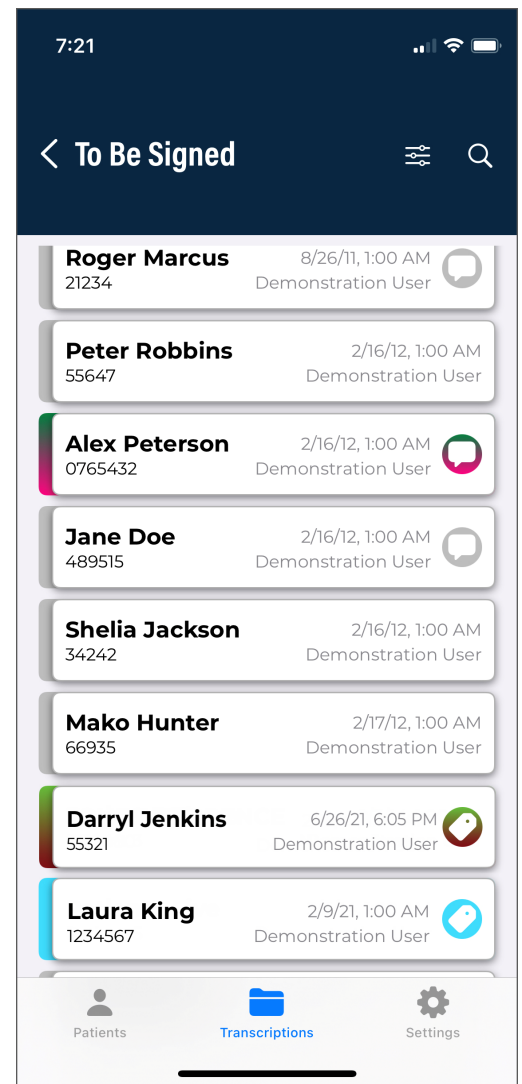 7:21
To Be Signed
Roger Marcus 8/26/11, 1:00 AM
21234 Demonstration User
Peter Robbins 2/16/12, 1:00 AM
55647 Demonstration User
Alex Peterson 2/16/12, 1:00 AM
0765432 Demonstration User
Jane Doe 2/16/12, 1:00 AM
489515 Demonstration User
Shelia Jackson 2/16/12, 1:00 AM
34242 Demonstration User
Mako Hunter 2/17/12, 1:00 AM
66935 Demonstration User
Darryl Jenkins 6/26/21, 6:05 PM
55321 Demonstration User
Laura King 2/9/21, 1:00 AM
1234567 Demonstration User
Patients Transcriptions Settings